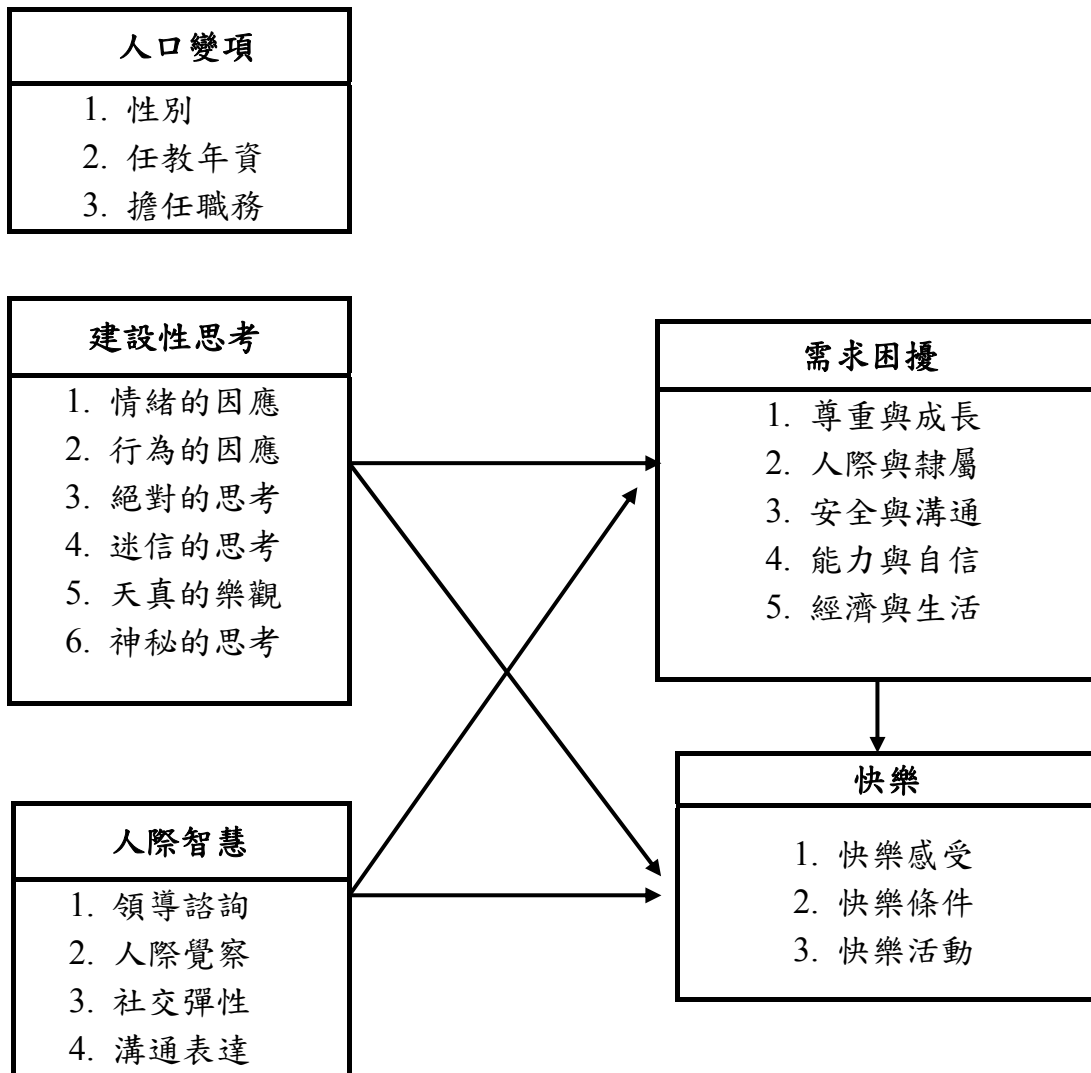 人口變項
1. 性別
2. 任教年資
3. 擔任職務
建設性思考
1. 情緒的因應
2. 行為的因應
3. 絕對的思考
4. 迷信的思考
5. 天真的樂觀
6. 神秘的思考
需求困擾
1. 尊重與成長
2. 人際與隸屬
3. 安全與溝通
4. 能力與自信
5. 經濟與生活
人際智慧
1. 領導諮詢
2. 人際覺察
3. 社交彈性
4. 溝通表達
快樂
1. 快樂感受
2. 快樂條件
3. 快樂活動